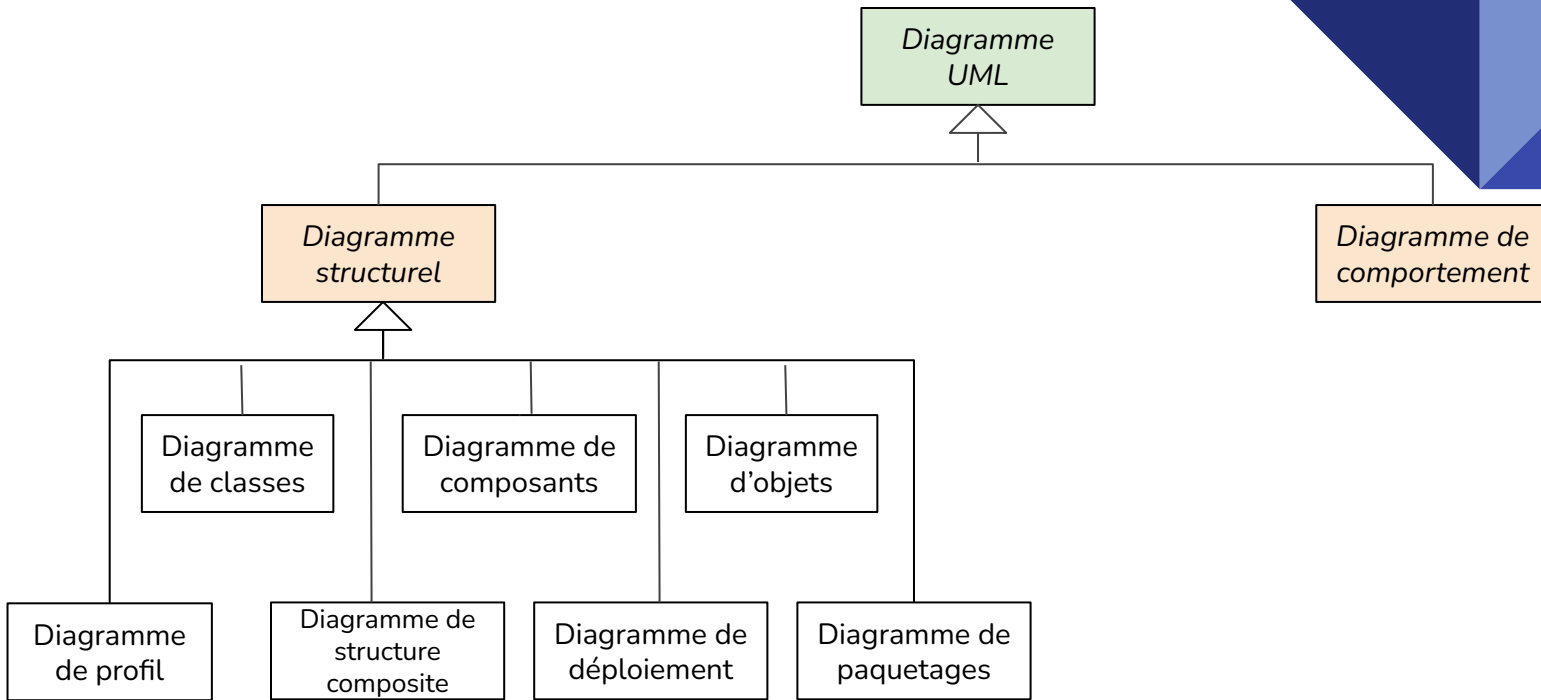 Diagramme
UML
Diagramme
structurel
Diagramme de
comportement
Diagramme
de classes
Diagramme de
composants
Diagramme
d’objets
Diagramme
de profil
Diagramme de
structure
composite
Diagramme de
déploiement
Diagramme de
paquetages